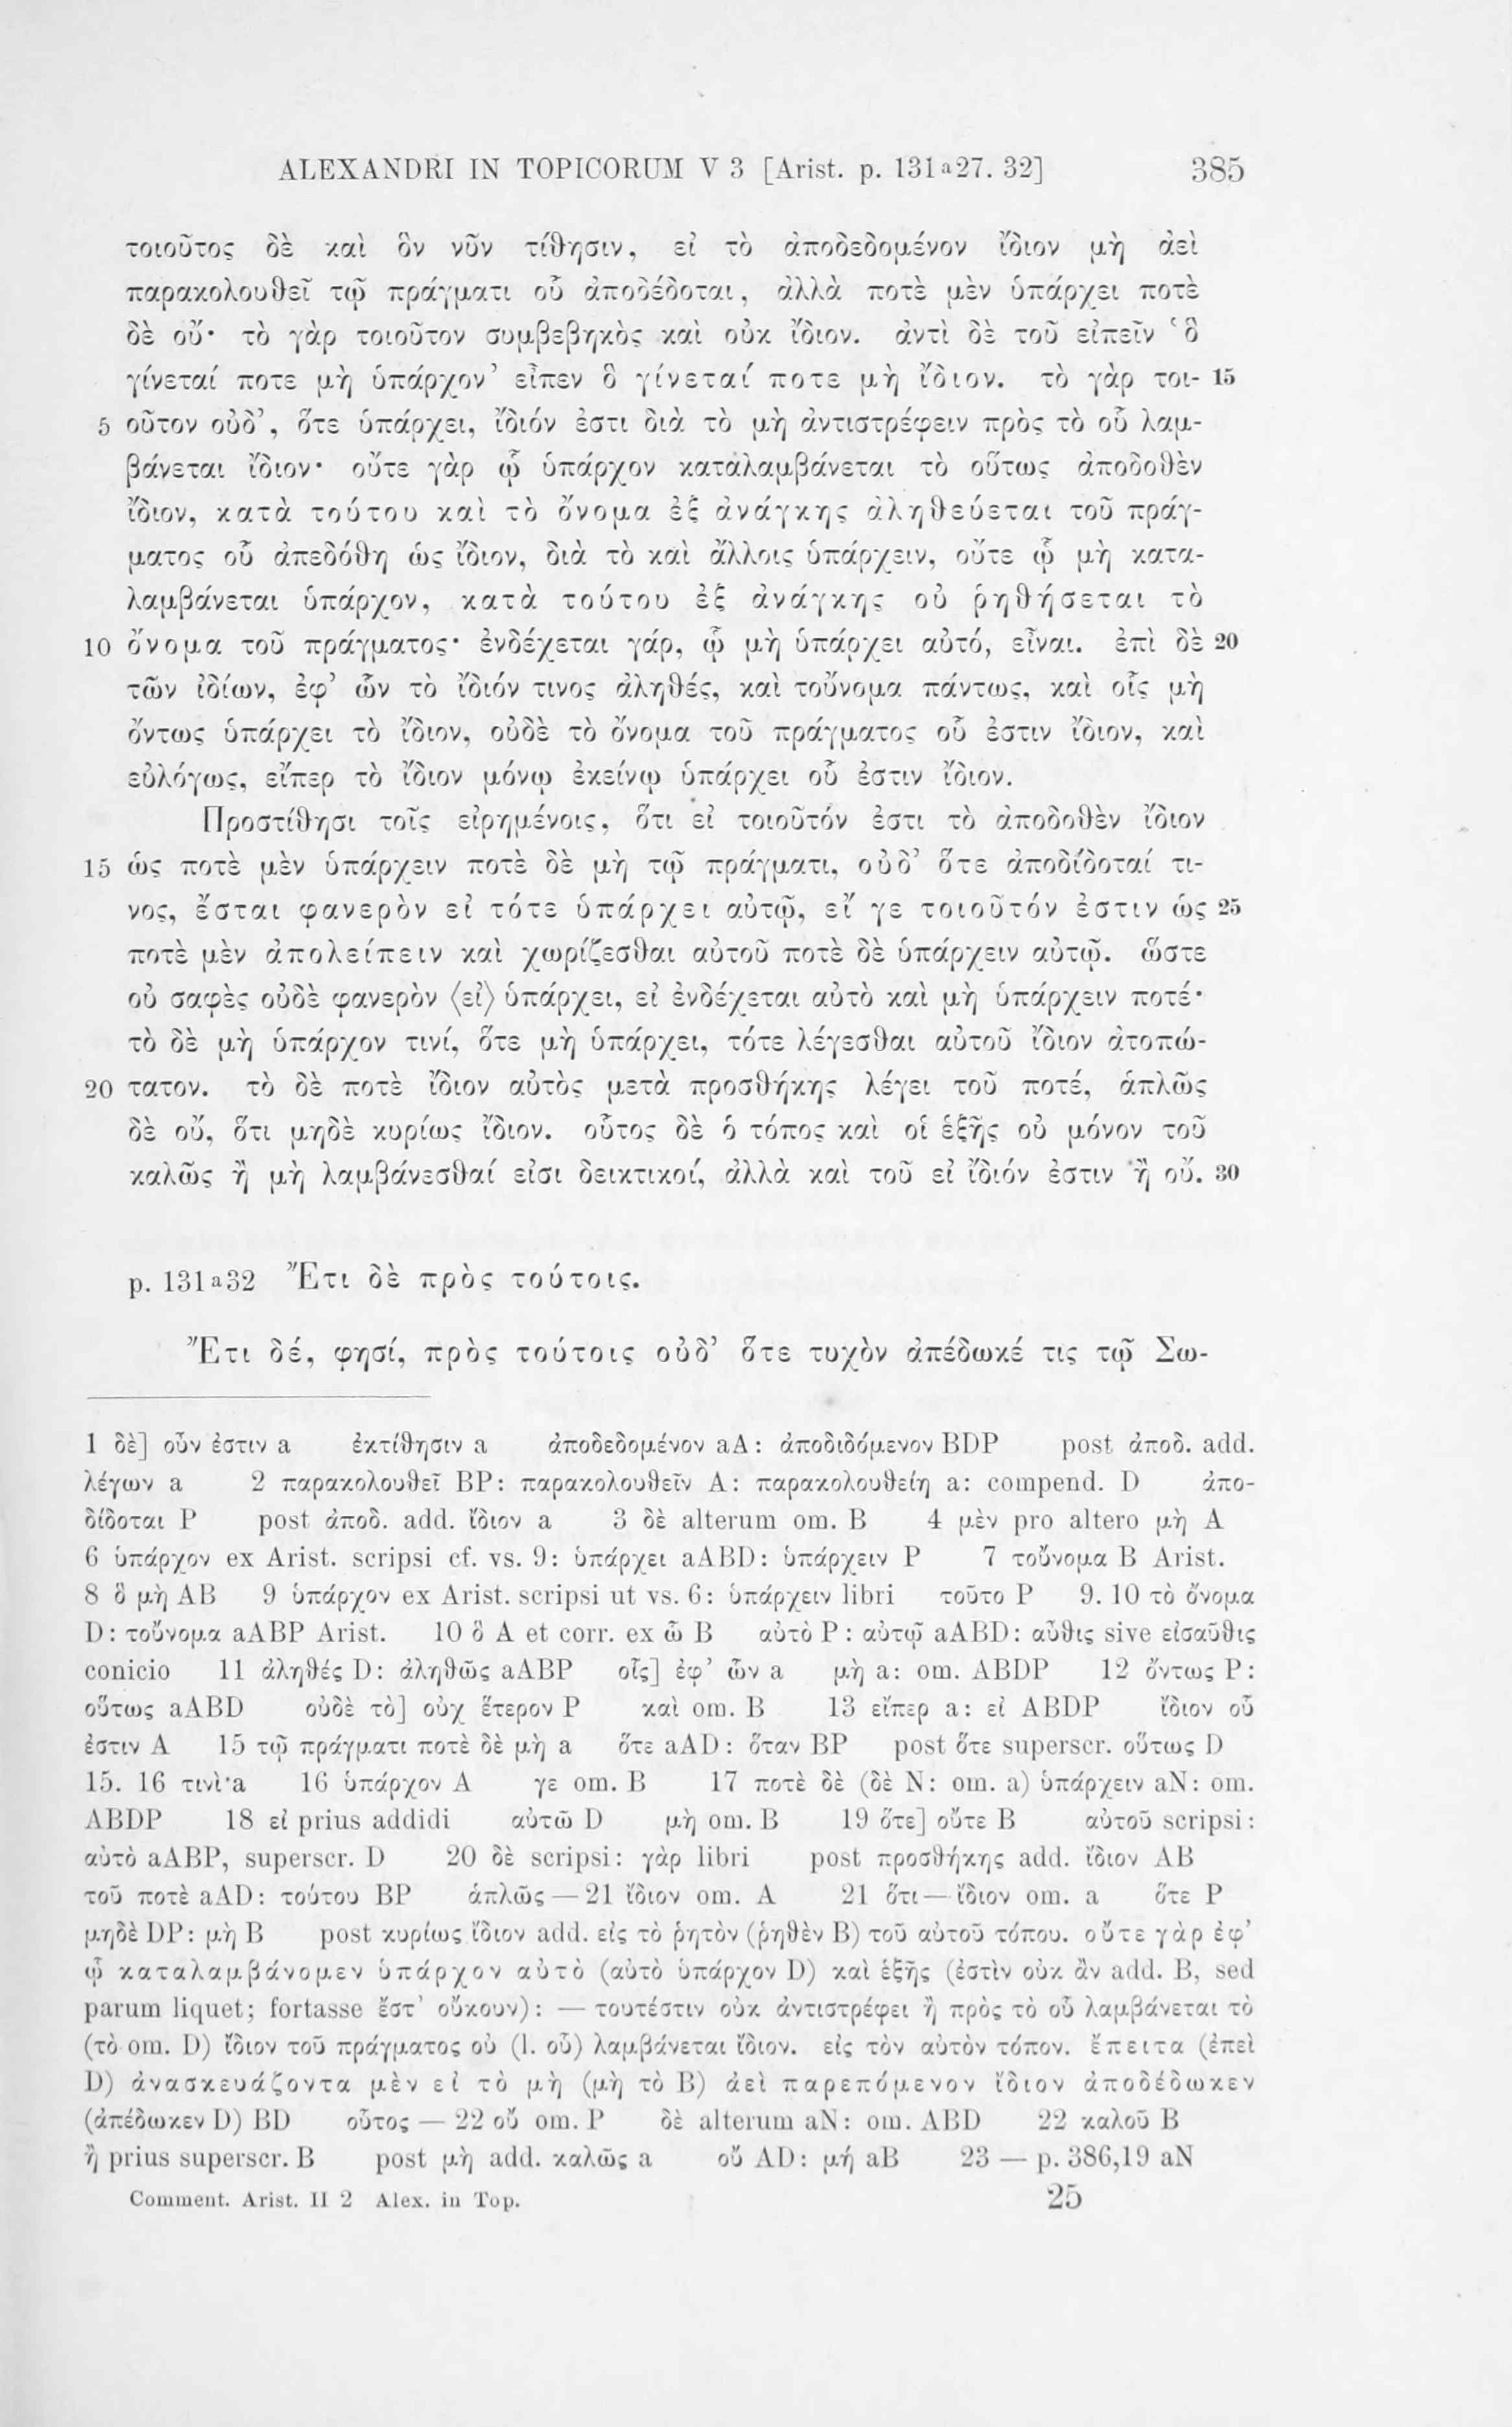 ALEXANDRI IN TOPICORUM V 3 [Arist. p. 131ª27. 32] 385
τοιοῦτος δὲ καὶ ὃν νῦν τίθησιν, εἰ τὸ ἀποδεδομένον ἴδιον μὴ ἀεὶ
παρακολουθεῖ τῷ πράγματι οὗ ἀποδέδοται, ἀλλὰ ποτὲ μὲν ὑπάρχει ποτὲ
δὲ οὔ· τὸ γὰρ τοιοῦτον συμβεβηκὸς καὶ οὐκ ἴδιον. ἀντὶ δὲ τοῦ εἰπεῖν ‘ὃ
γίνεταί ποτε μὴ ὑπάρχον’ εἶπεν ὃ γίνεταί ποτε μὴ ἴδιον. τὸ γὰρ τοι- 15
5 οῦτον οὐδ’, ὅτε ὑπάρχει, ἴδιόν ἐστι διὰ τὸ μὴ ἀντιστρέφειν πρὸς τὸ οὗ λαμ-
βάνεται ἴδιον· οὔτε γὰρ ᾧ ὑπάρχον καταλαμβάνεται τὸ οὕτως ἀποδοθὲν
ἴδιον, κατὰ τούτου καὶ τὸ ὄνομα ἐξ ἀνάγκης ἀληθεύεται τοῦ πράγ-
ματος οὗ ἀπεδόθη ὡς ἴδιον, διὰ τὸ καὶ ἄλλοις ὑπάρχειν, οὔτε ᾧ μὴ κατα-
λαμβάνεται ὑπάρχον, κατὰ τούτου ἐξ ἀνάγκης οὐ ῥηθήσεται τὸ
10 ὄνομα τοῦ πράγματος· ἐνδέχεται γάρ, ᾧ μὴ ὑπάρχει αὐτό, εἶναι. ἐπὶ δὲ 20
τῶν ἰδίων, ἐφ’ ὧν τὸ ἴδιόν τινος ἀληθές, καὶ τοὔνομα πάντως, καὶ οἷς μὴ
ὄντως ὑπάρχει τὸ ἴδιον, οὐδὲ τὸ ὄνομα τοῦ πράγματος οὗ ἐστιν ἴδιον, καὶ
εὐλόγως, εἴπερ τὸ ἴδιον μόνῳ ἐκείνῳ ὑπάρχει οὗ ἐστιν ἴδιον.
Προστίθησι τοῖς εἰρημένοις, ὅτι εἰ τοιοῦτόν ἐστι τὸ ἀποδοθὲν ἴδιον
15 ὡς ποτὲ μὲν ὑπάρχειν ποτὲ δὲ μὴ τῷ πράγματι, οὐδ’ ὅτε ἀποδίδοταί τι-
νος, ἔσται φανερὸν εἰ τότε ὑπάρχει αὐτῷ, εἴ γε τοιοῦτόν ἐστιν ὡς 25
ποτὲ μὲν ἀπολείπειν καὶ χωρίζεσθαι αὐτοῦ ποτὲ δὲ ὑπάρχειν αὐτῷ. ὥστε
οὐ σαφὲς οὐδὲ φανερὸν ⟨εἰ⟩ ὑπάρχει, εἰ ἐνδέχεται αὐτὸ καὶ μὴ ὑπάρχειν ποτέ·
τὸ δὲ μὴ ὑπάρχον τινί, ὅτε μὴ ὑπάρχει, τότε λέγεσθαι αὐτοῦ ἴδιον ἀτοπώ-
20 τατον. τὸ δὲ ποτὲ ἴδιον αὐτὸς μετὰ προσθήκης λέγει τοῦ ποτέ, ἁπλῶς
δὲ οὔ, ὅτι μηδὲ κυρίως ἴδιον. οὗτος δὲ ὁ τόπος καὶ οἱ ἑξῆς οὐ μόνον τοῦ
καλῶς ἢ μὴ λαμβάνεσθαί εἰσι δεικτικοί, ἀλλὰ καὶ τοῦ εἰ ἴδιόν ἐστιν ἢ οὔ. 30
p. 131ª32 Ἔτι δὲ πρὸς τούτοις.
Ἔτι δέ, φησί, πρὸς τούτοις οὐδ’ ὅτε τυχὸν ἀπέδωκέ τις τῷ Σω-
1 δὲ] οὖν ἐστιν a ἐκτίθησιν a ἀποδεδομένον aA: ἀποδιδόμενον BDP post ἀποδ. add.
λέγων a 2 παρακολουθεῖ BP: παρακολουθεῖν A: παρακολουθείη a: compend. D ἀπο-
δίδοται P post ἀποδ. add. ἴδιον a 3 δὲ alterum om. B 4 μὲν pro altero μὴ A
6 ὑπάρχον ex Arist. scripsi cf. vs. 9: ὑπάρχει aABD: ὑπάρχειν P 7 τοὔνομα B Arist.
8 ὃ μὴ AB 9 ὑπάρχον ex Arist. scripsi ut vs. 6: ὑπάρχειν libri τοῦτο P 9. 10 τὸ ὄνομα
D: τοὔνομα aABP Arist. 10 ὃ A et corr. ex ὦ B αὐτὸ P: αὐτῷ aABD: αὖθις sive εἰσαῦθις
conicio 11 ἀληθές D: ἀληθῶς aABP οἷς] ἐφ’ ὧν a μὴ a: om. ABDP 12 ὄντως P:
οὕτως aABD οὐδὲ τὸ] οὐχ ἕτερον P καὶ om. B 13 εἴπερ a: εἰ ABDP ἴδιον οὗ
ἐστιν A 15 τῷ πράγματι ποτὲ δὲ μὴ a ὅτε aAD: ὅταν BP post ὅτε superscr. οὕτως D
15. 16 τινὶ a 16 ὑπάρχον A γε om. B 17 ποτὲ δὲ (δὲ N: om. a) ὑπάρχειν aN: om.
ABDP 18 εἰ prius addidi αὐτῶ D μὴ om. B 19 ὅτε] οὔτε B αὐτοῦ scripsi:
αὐτὸ aABP, superscr. D 20 δὲ scripsi: γὰρ libri post προσθήκης add. ἴδιον AB
τοῦ ποτὲ aAD: τούτου BP ἁπλῶς — 21 ἴδιον om. A 21 ὅτι — ἴδιον om. a ὅτε P
μηδὲ DP: μὴ B post κυρίως ἴδιον add. εἰς τὸ ῥητὸν (ῥηθὲν B) τοῦ αὐτοῦ τόπου. οὔτε γὰρ ἐφ’
ᾧ καταλαμβάνομεν ὑπάρχον αὐτὸ (αὐτὸ ὑπάρχον D) καὶ ἑξῆς (ἐστὶν οὐκ ἂν add. B, sed
parum liquet; fortasse ἔστ’ οὔκουν): — τουτέστιν οὐκ ἀντιστρέφει ἢ πρὸς τὸ οὗ λαμβάνεται τὸ
(τὸ om. D) ἴδιον τοῦ πράγματος οὐ (l. οὗ) λαμβάνεται ἴδιον. εἰς τὸν αὐτὸν τόπον. ἔπειτα (ἐπεὶ
D) ἀνασκευάζοντα μὲν εἰ τὸ μὴ (μὴ τὸ B) ἀεὶ παρεπόμενον ἴδιον ἀποδέδωκεν
(ἀπέδωκεν D) BD οὗτος — 22 οὔ om. P δὲ alterum aN: om. ABD 22 καλοῦ B
ἢ prius superscr. B post μὴ add. καλῶς a οὔ AD: μή aB 23 — p. 386,19 aN
Comment. Arist. II 2 Alex. in Top. 25